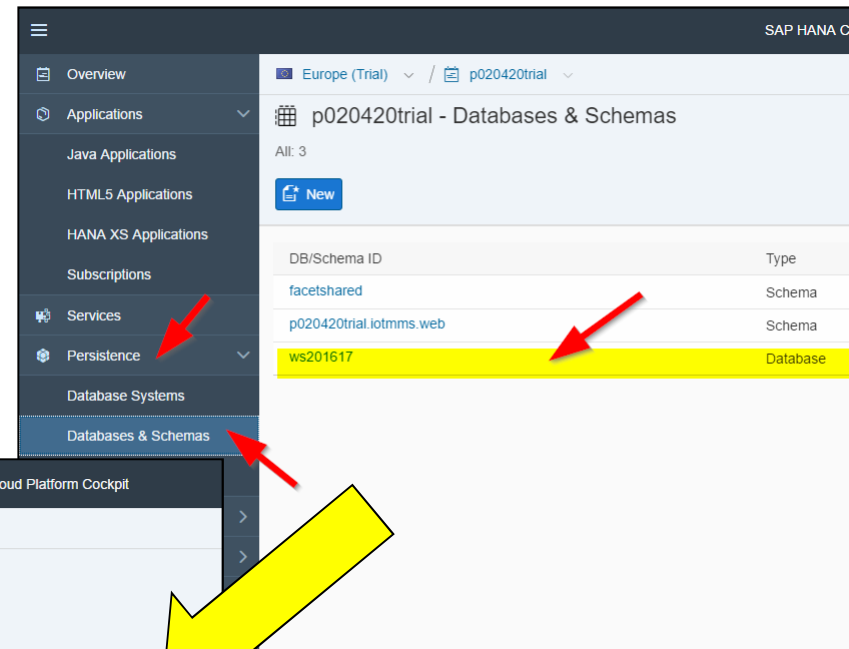 SAP HANA C
Overview
Applications
Java Applications
HTML5 Applications
HANA XS Applications
Subscriptions
Services
Persistence
Database Systems
Databases & Schemas
Europe (Trial) / p020420trial
p020420trial - Databases & Schemas
All: 3
New
DB/Schema ID Type
facetshared Schema
p020420trial.iotmms.web Schema
ws201617 Database
oud Platform Cockpit